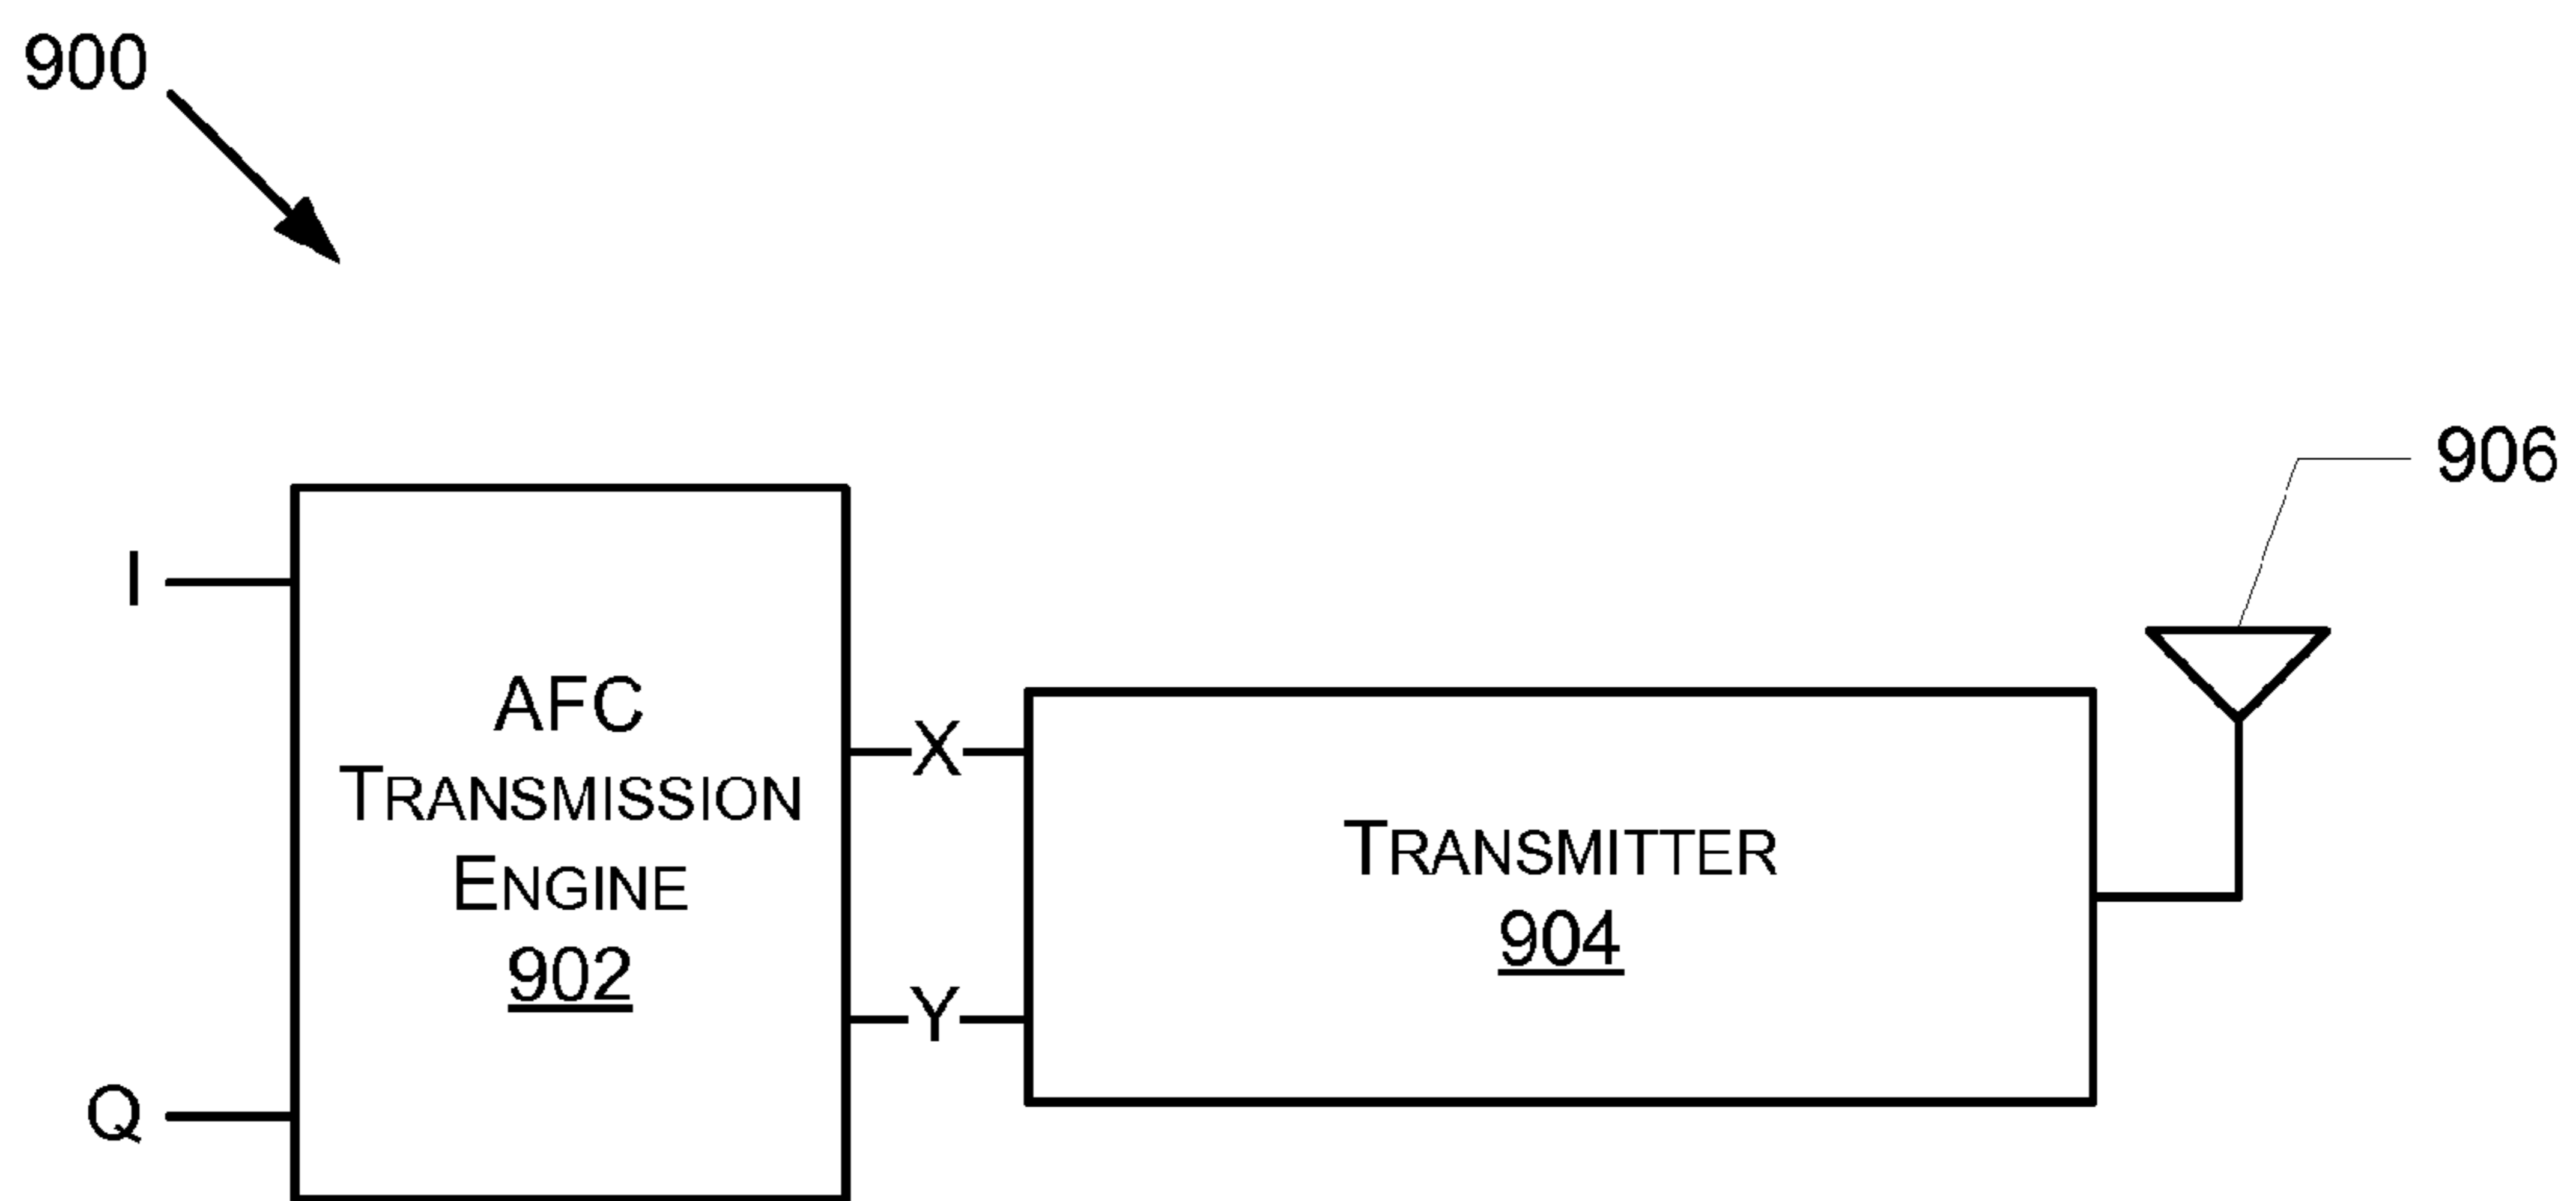 900
906
I
AFC
TRANSMISSION
ENGINE
902
X
TRANSMITTER
904
Y
Q